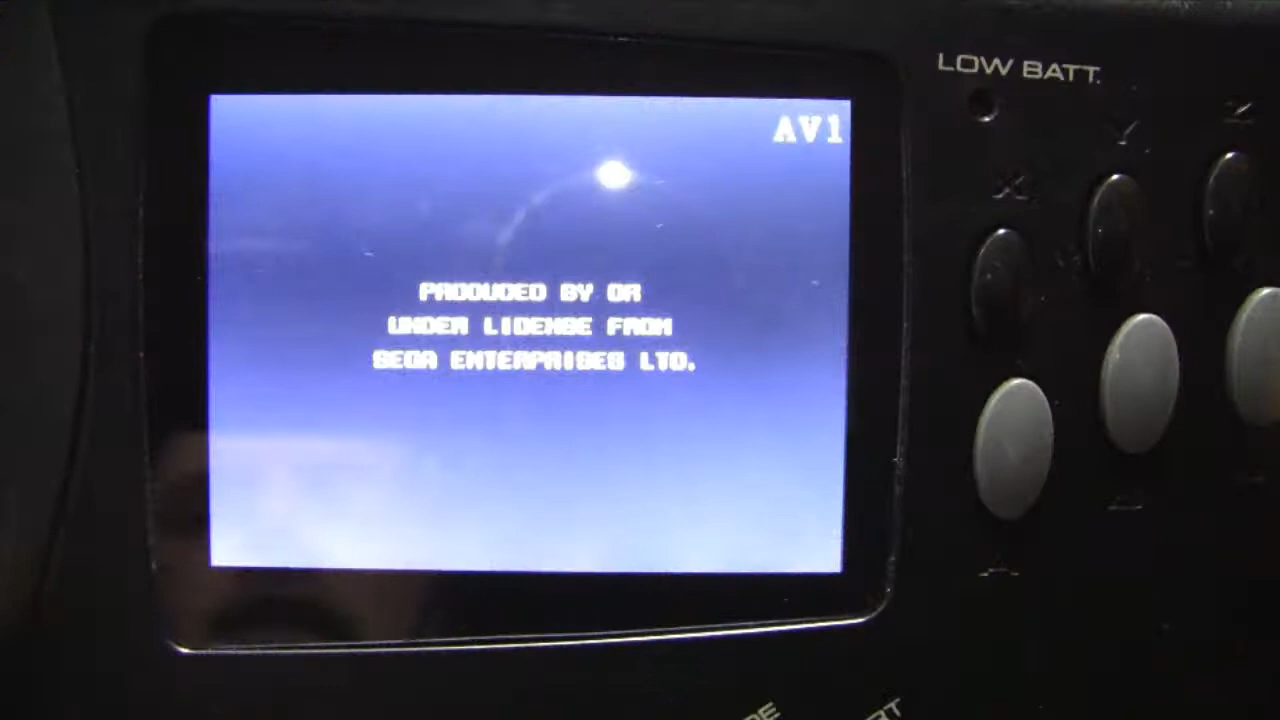 LOW BATT.
AV1
X
Y
Z
PRODUCED BY OR
UNDER LICENSE FROM
SEGA ENTERPRISES LTD.